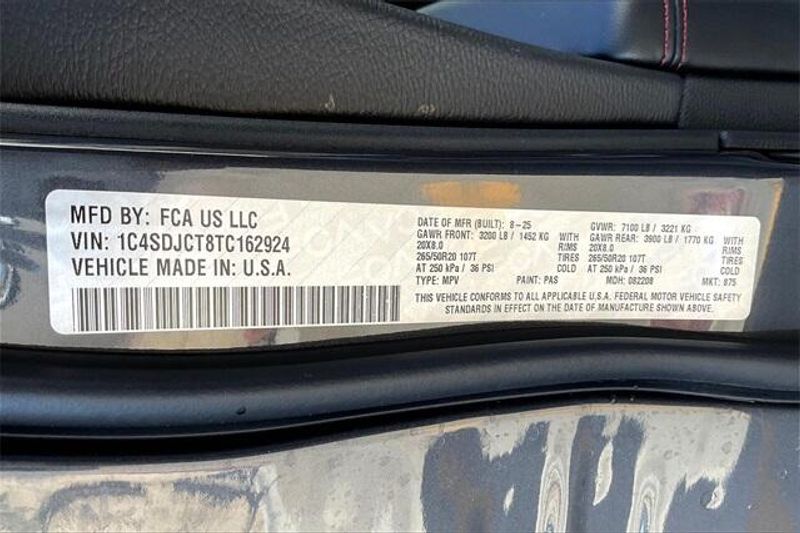 MFD BY: FCA US LLC
VIN: 1C4SDJCT8TC162924
VEHICLE MADE IN: U.S.A.
DATE OF MFR (BUILT): 8-25 GVWR: 7100 LB / 3221 KG
GAWR FRONT: 3200 LB / 1452 KG GAWR REAR: 3900 LB / 1770 KG
20X8.0 RIMS 20X8.0 RIMS
265/50R20 107T TIRES 265/50R20 107T TIRES
AT 250 kPa / 36 PSI COLD AT 250 kPa / 36 PSI COLD
TYPE: MPV PAINT: PAS MDH: 082208 MKT: 875
THIS VEHICLE CONFORMS TO ALL APPLICABLE U.S.A. FEDERAL MOTOR VEHICLE SAFETY
STANDARDS IN EFFECT ON THE DATE OF MANUFACTURE SHOWN ABOVE.